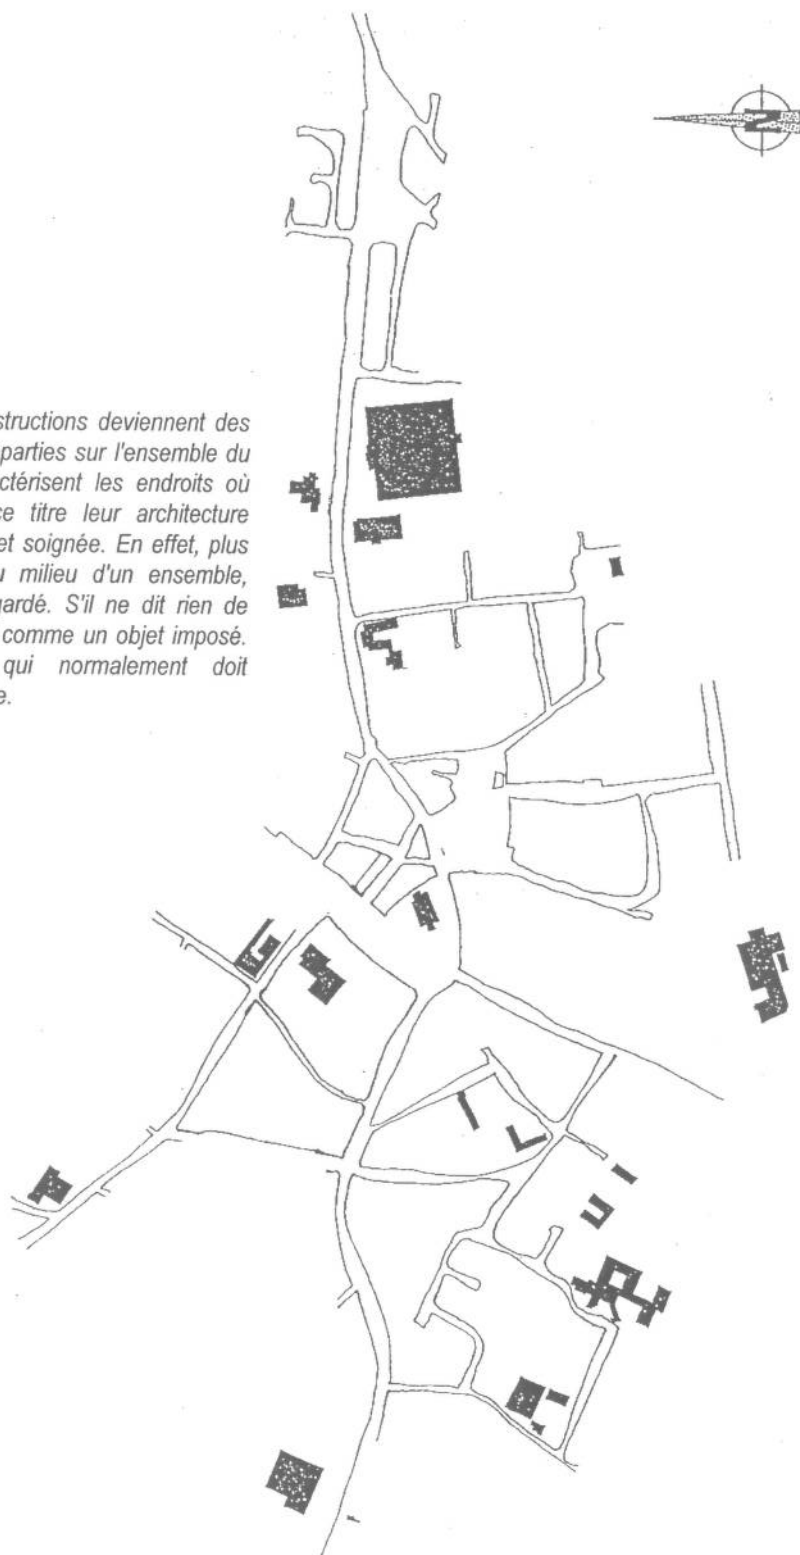 structions deviennent des
parties sur l'ensemble du
ctérisent les endroits où
ce titre leur architecture
et soignée. En effet, plus
u milieu d'un ensemble,
gardé. S'il ne dit rien de
comme un objet imposé.
qui normalement doit
e.
N